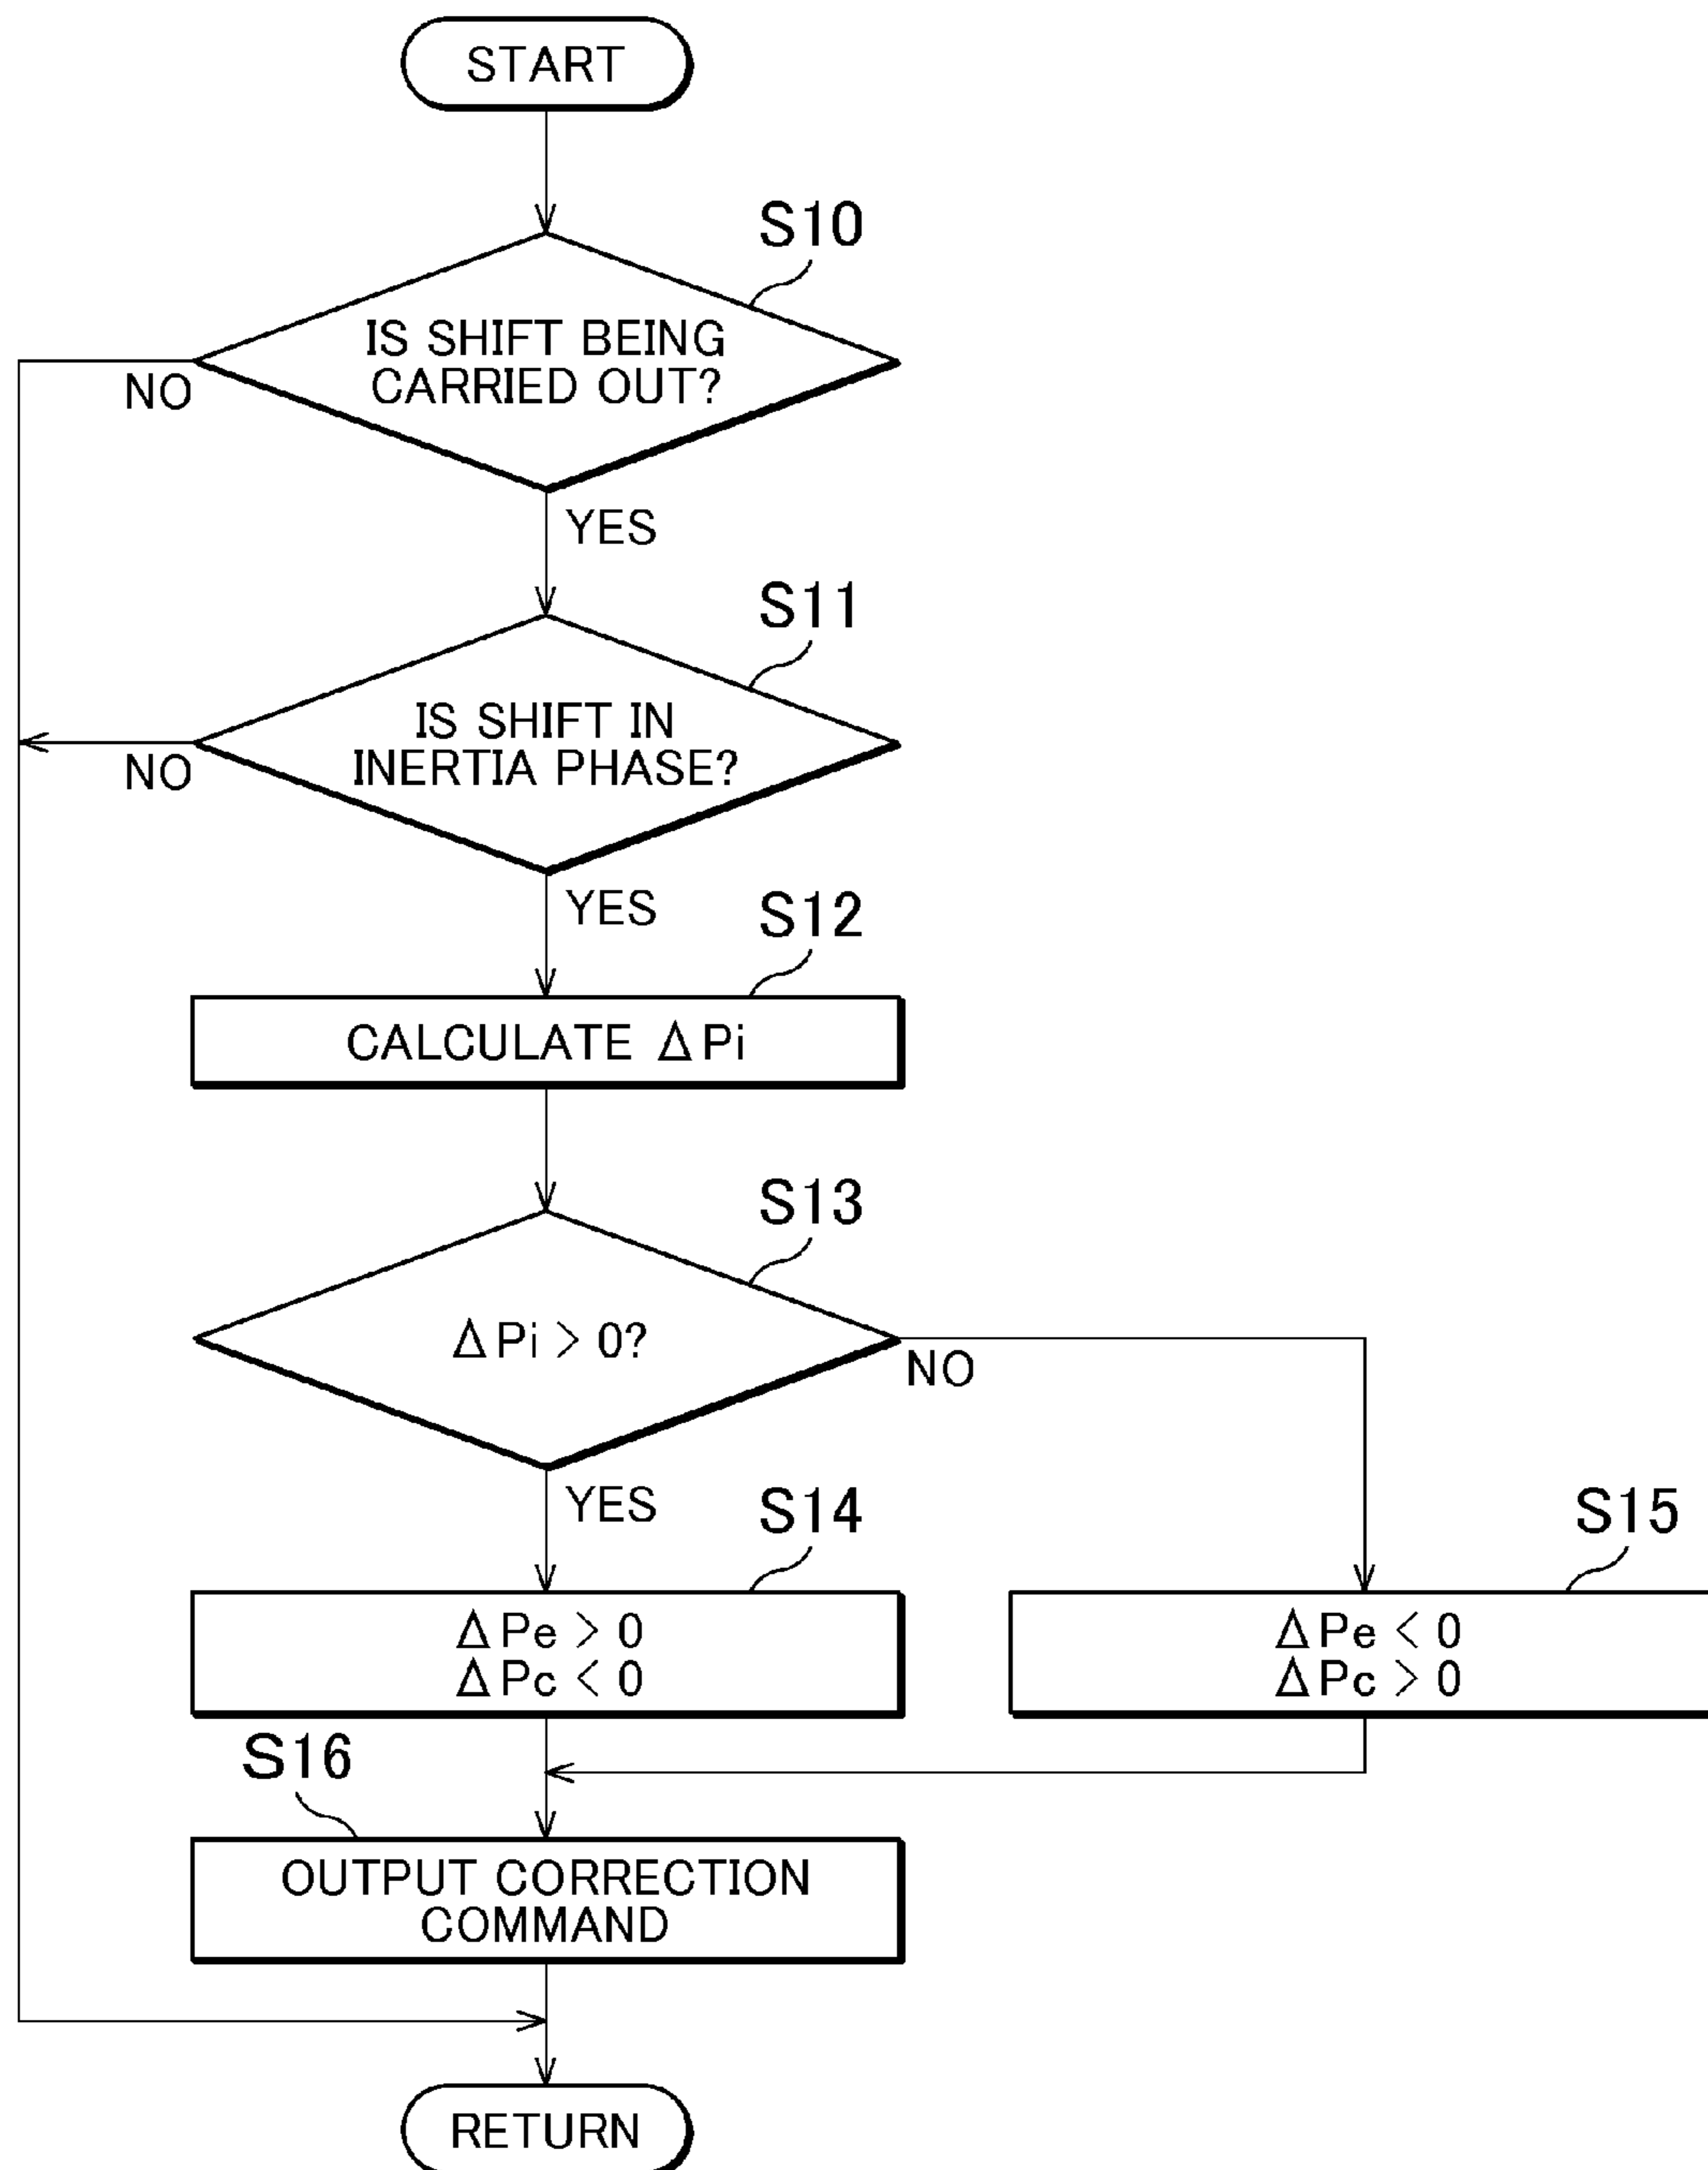 START
S10
IS SHIFT BEING
CARRIED OUT?
NO
YES
S11
IS SHIFT IN
INERTIA PHASE?
NO
YES
S12
CALCULATE ΔPi
S13
ΔPi > 0?
NO
YES
S14
S15
ΔPe > 0
ΔPc < 0
ΔPe < 0
ΔPc > 0
S16
OUTPUT CORRECTION
COMMAND
RETURN